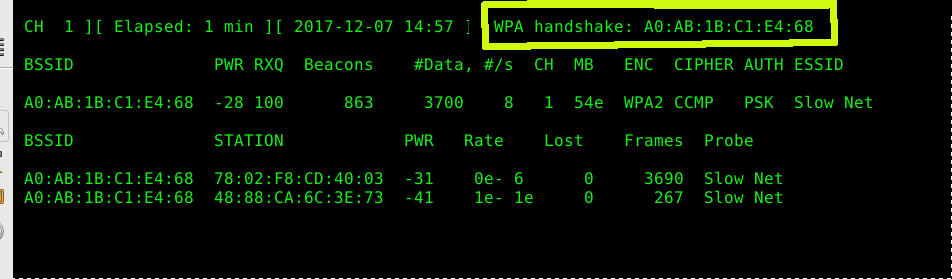 CH 1 ][ Elapsed: 1 min ][ 2017-12-07 14:57 ] WPA handshake: A0:AB:1B:C1:E4:68
BSSID PWR RXQ Beacons #Data, #/s CH MB ENC CIPHER AUTH ESSID
A0:AB:1B:C1:E4:68 -28 100 863 3700 8 1 54e WPA2 CCMP PSK Slow Net
BSSID STATION PWR Rate Lost Frames Probe
A0:AB:1B:C1:E4:68 78:02:F8:CD:40:03 -31 0e- 6 0 3690 Slow Net
A0:AB:1B:C1:E4:68 48:88:CA:6C:3E:73 -41 1e- 1e 0 267 Slow Net